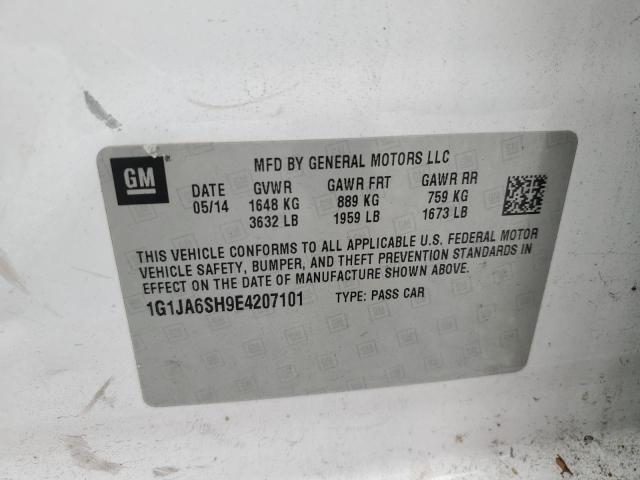 GM
MFD BY GENERAL MOTORS LLC
DATE GVWR GAWR FRT GAWR RR
05/14 1648 KG 889 KG 759 KG
3632 LB 1959 LB 1673 LB
THIS VEHICLE CONFORMS TO ALL APPLICABLE U.S. FEDERAL MOTOR
VEHICLE SAFETY, BUMPER, AND THEFT PREVENTION STANDARDS IN
EFFECT ON THE DATE OF MANUFACTURE SHOWN ABOVE.
1G1JA6SH9E4207101 TYPE: PASS CAR